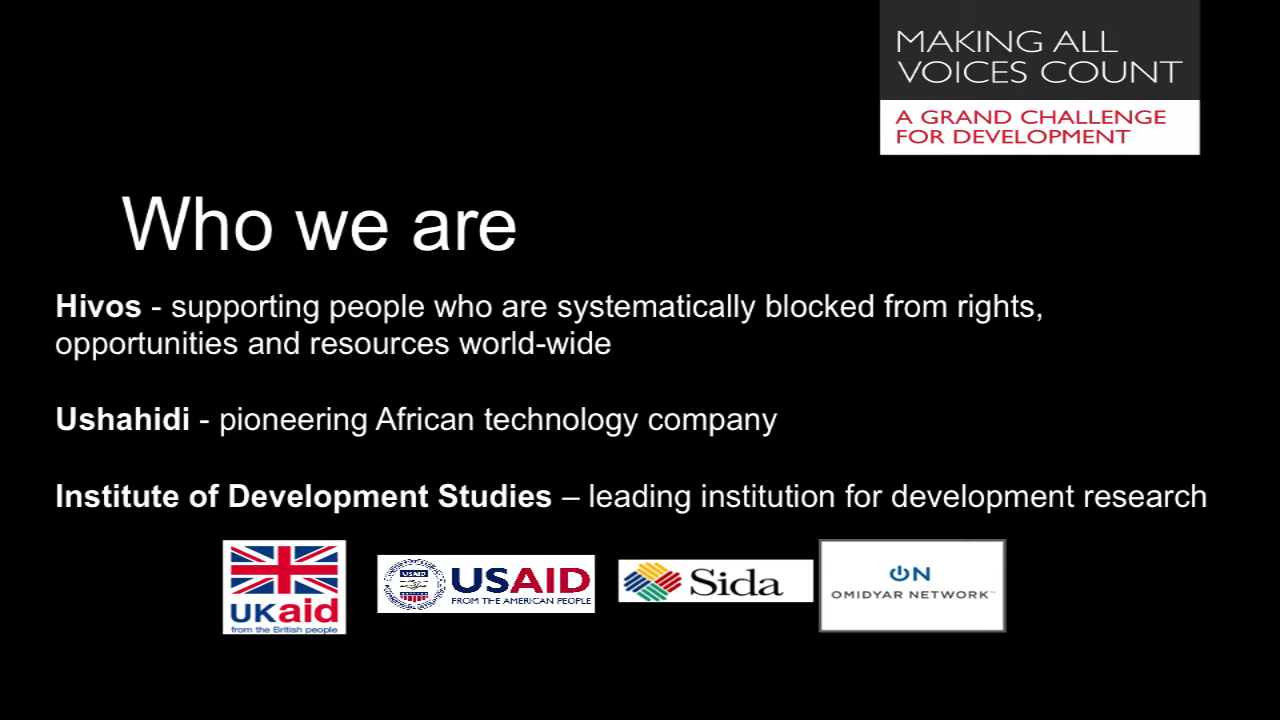 MAKING ALL
VOICES COUNT
A GRAND CHALLENGE
FOR DEVELOPMENT
Who we are
Hivos - supporting people who are systematically blocked from rights,
opportunities and resources world-wide
Ushahidi - pioneering African technology company
Institute of Development Studies – leading institution for development research
UKaid
from the British people
USAID
USAID
FROM THE AMERICAN PEOPLE
Sida
ON
OMIDYAR NETWORK™